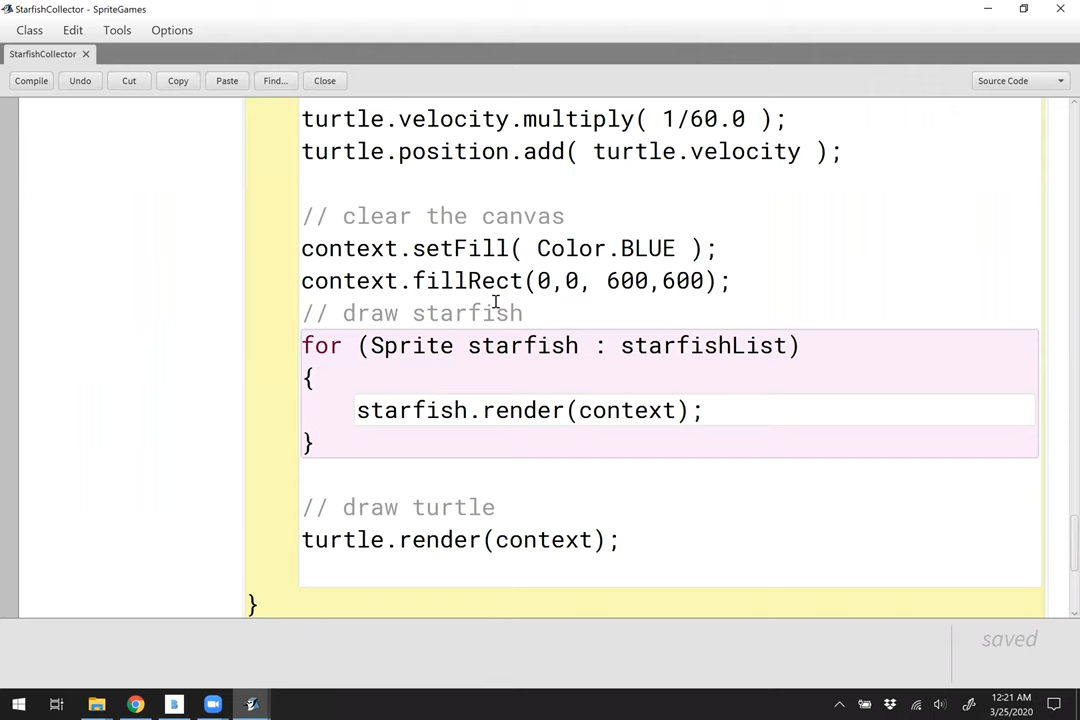 StarfishCollector - SpriteGames
Class Edit Tools Options
StarfishCollector ×
Compile Undo Cut Copy Paste Find... Close Source Code
turtle.velocity.multiply( 1/60.0 );
turtle.position.add( turtle.velocity );
// clear the canvas
context.setFill( Color.BLUE );
context.fillRect(0,0, 600,600);
// draw starfish
for (Sprite starfish : starfishList)
{
starfish.render(context);
}
// draw turtle
turtle.render(context);
}
saved
12:21 AM
3/25/2020